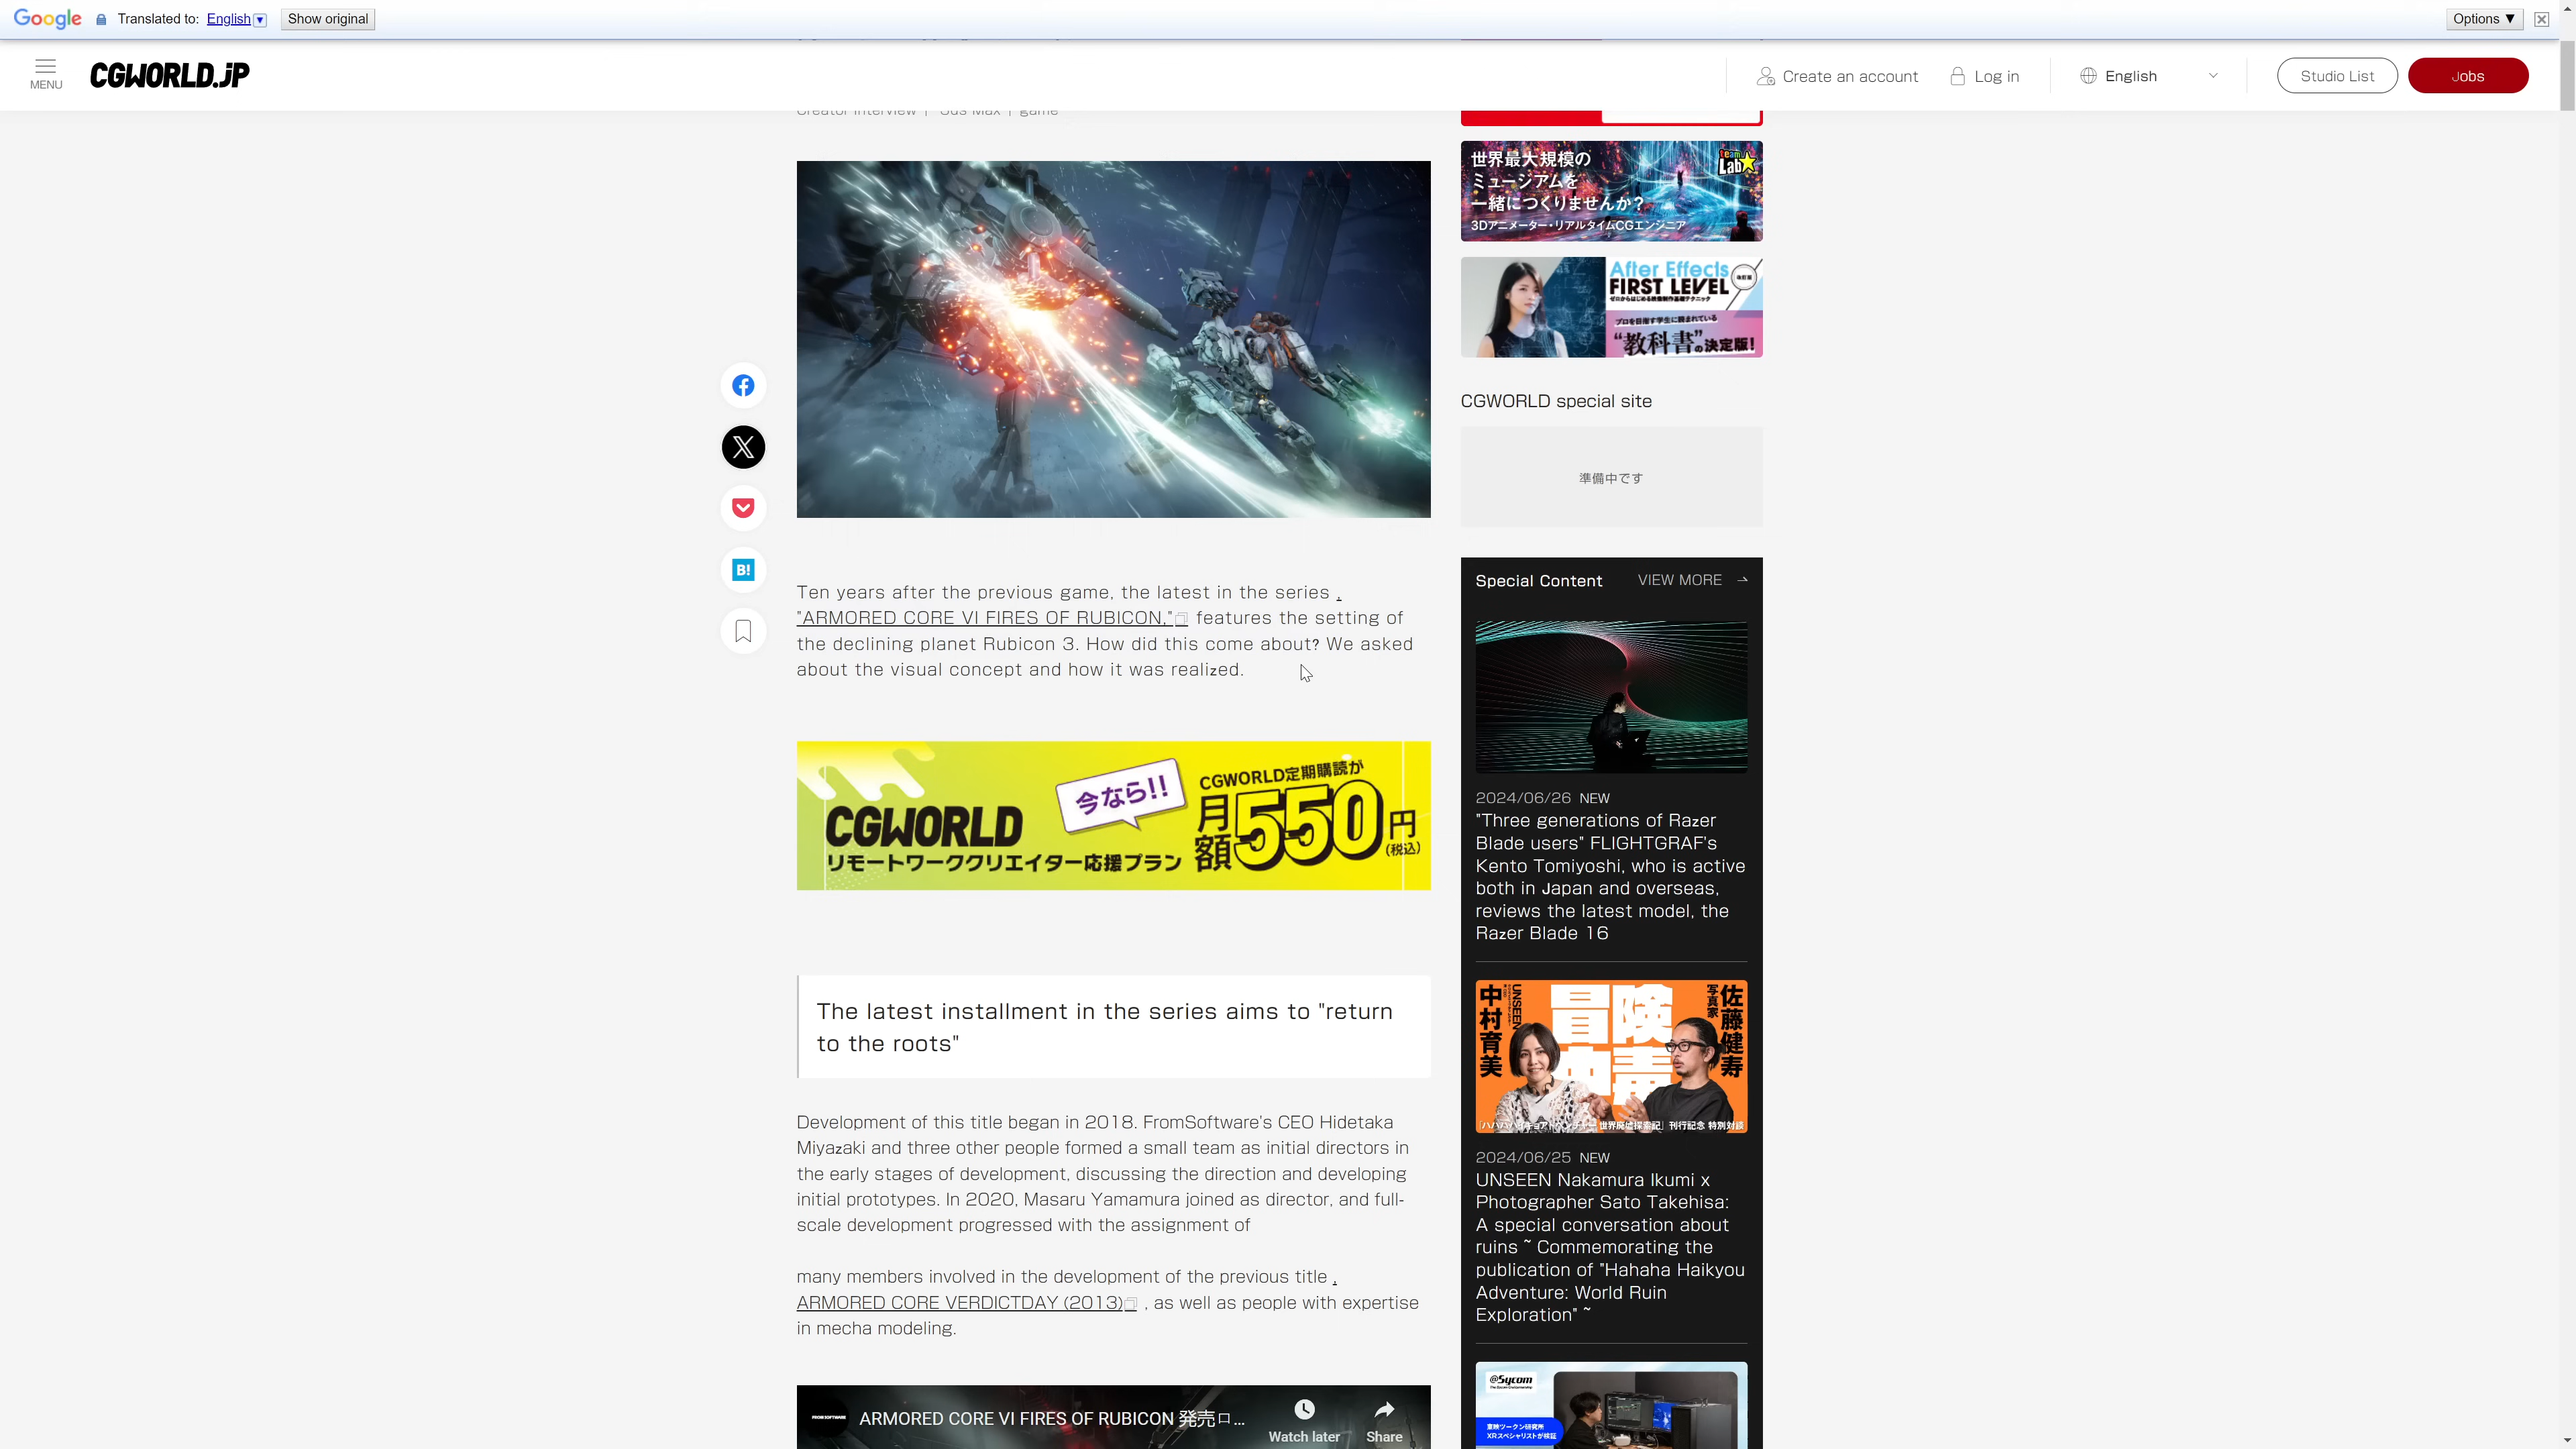 Google Translated to: English Show original Options ▼
MENU
CGWORLD.JP
Create an account Log in English Studio List Jobs
Creator Interview | 3ds Max | game
世界最大規模の
ミュージアムを
一緒につくりませんか?
3Dアニメーター・リアルタイムCGエンジニア
team
Lab
After Effects
FIRST LEVEL
改訂版
ゼロからはじめる映像制作基礎テクニック
プロを目指す学生に読まれている
“教科書”の決定版!
CGWORLD special site
準備中です
B!
Ten years after the previous game, the latest in the series .
"ARMORED CORE VI FIRES OF RUBICON," features the setting of
the declining planet Rubicon 3. How did this come about? We asked
about the visual concept and how it was realized.
CGWORLD
リモートワーククリエイター応援プラン
今なら!!
CGWORLD定期購読が
月額550円
(税込)
The latest installment in the series aims to "return
to the roots"
Development of this title began in 2018. FromSoftware's CEO Hidetaka
Miyazaki and three other people formed a small team as initial directors in
the early stages of development, discussing the direction and developing
initial prototypes. In 2020, Masaru Yamamura joined as director, and full-
scale development progressed with the assignment of
many members involved in the development of the previous title .
ARMORED CORE VERDICTDAY (2013) , as well as people with expertise
in mecha modeling.
FROMSOFTWARE
ARMORED CORE VI FIRES OF RUBICON 発売ロ...
Watch later Share
Special Content VIEW MORE
2024/06/26 NEW
"Three generations of Razer
Blade users" FLIGHTGRAF's
Kento Tomiyoshi, who is active
both in Japan and overseas,
reviews the latest model, the
Razer Blade 16
UNSEEN
中村育美
写真家
佐藤健寿
世界廃墟探索記』 刊行記念 特別対談
2024/06/25 NEW
UNSEEN Nakamura Ikumi x
Photographer Sato Takehisa:
A special conversation about
ruins ~ Commemorating the
publication of "Hahaha Haikyou
Adventure: World Ruin
Exploration" ~
@Sycom
東映ツークン研究所
XRスペシャリストが検証